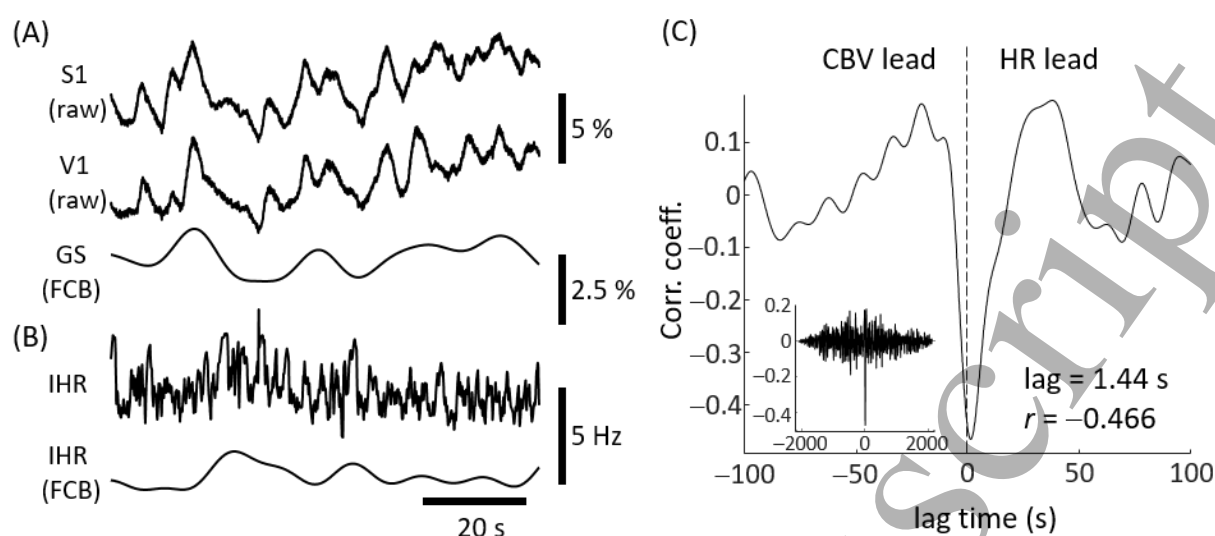 (A)
S1
(raw)
5 %
V1
(raw)
GS
(FCB)
2.5 %
(B)
IHR
5 Hz
IHR
(FCB)
20 s
(C)
CBV lead
HR lead
Corr. coeff.
0.1
0
−0.1
−0.2
−0.3
−0.4
0.2
0
−0.2
−0.4
−2000
0
2000
lag = 1.44 s
r = −0.466
−100
−50
0
50
100
lag time (s)
script